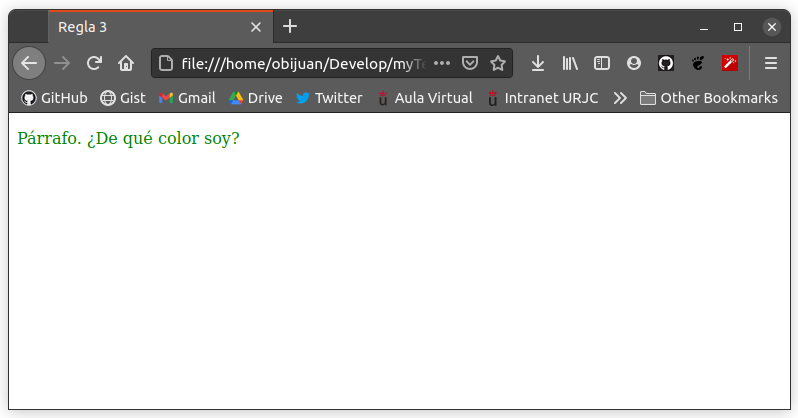 Regla 3
file:///home/obijuan/Develop/myTe
GitHub Gist Gmail Drive Twitter Aula Virtual Intranet URJC Other Bookmarks
Párrafo. ¿De qué color soy?